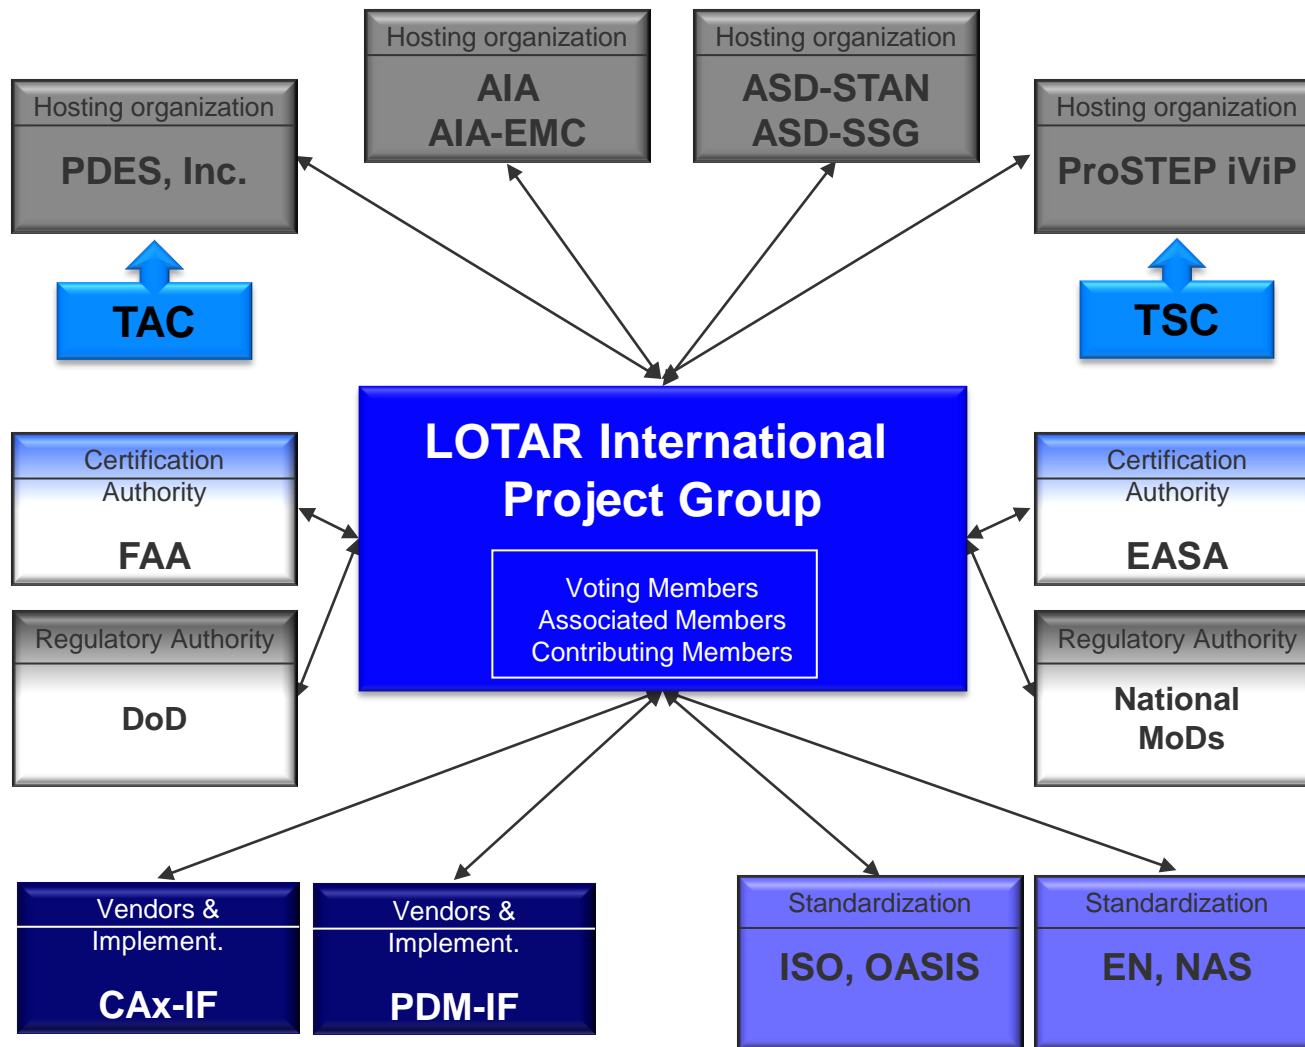 Hosting organization
PDES, Inc.
Hosting organization
AIA
AIA-EMC
Hosting organization
ASD-STAN
ASD-SSG
Hosting organization
ProSTEP iViP
TAC
TSC
LOTAR International
Project Group
Voting Members
Associated Members
Contributing Members
Certification
Authority
FAA
Certification
Authority
EASA
Regulatory Authority
DoD
Regulatory Authority
National
MoDs
Vendors &
Implement.
CAx-IF
Vendors &
Implement.
PDM-IF
Standardization
ISO, OASIS
Standardization
EN, NAS